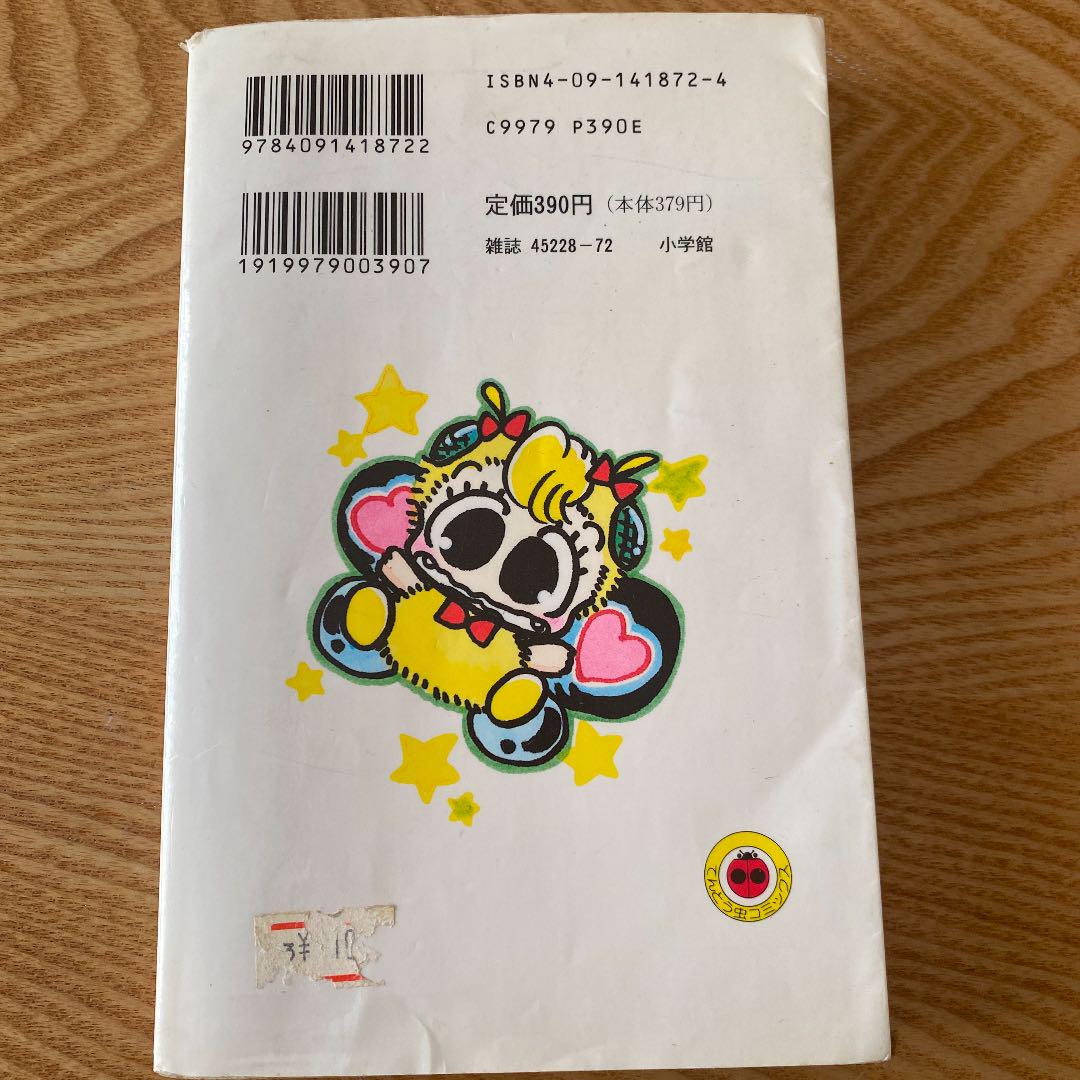 ISBN4-09-141872-4
C9979 P390E
9784091418722
定価390円(本体379円)
雑誌 45228-72 小学館
1919979003907
てんとう虫コミックス